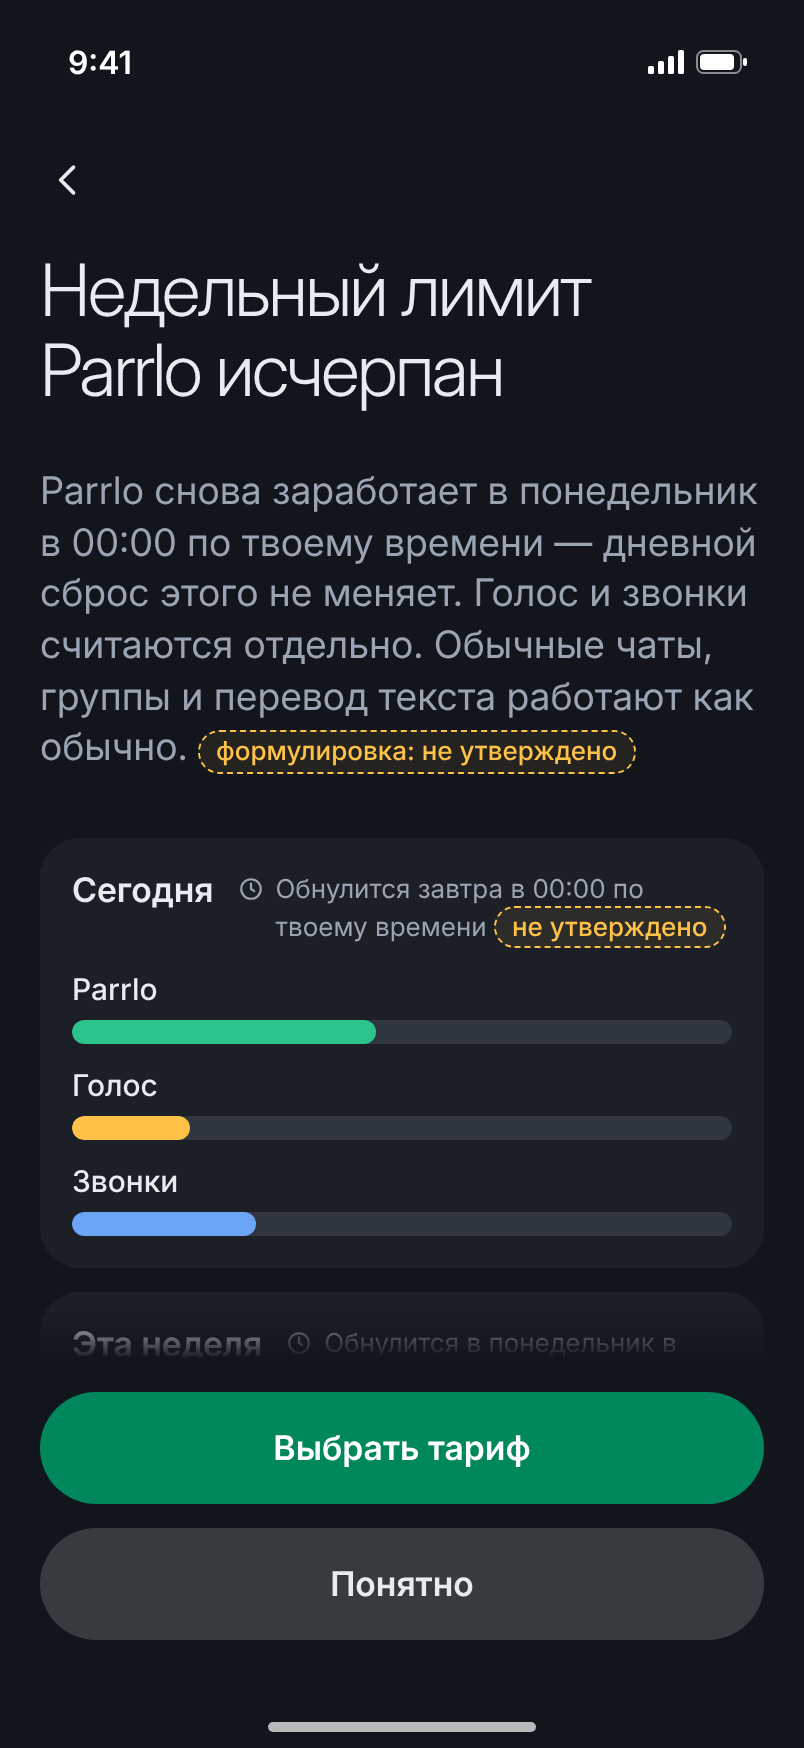 9:41
Недельный лимит
Parrlo исчерпан
Parrlo снова заработает в понедельник
в 00:00 по твоему времени — дневной
сброс этого не меняет. Голос и звонки
считаются отдельно. Обычные чаты,
группы и перевод текста работают как
обычно. формулировка: не утверждено
Сегодня Обнулится завтра в 00:00 по
твоему времени не утверждено
Parrlo
Голос
Звонки
Эта неделя Обнулится в понедельник в
Выбрать тариф
Понятно